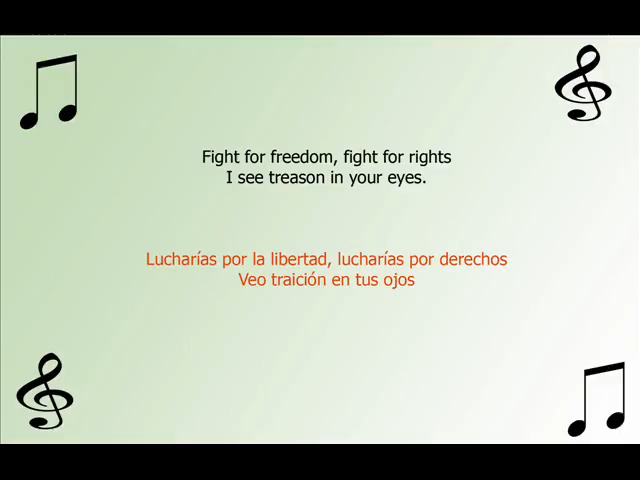 Fight for freedom, fight for rights
I see treason in your eyes.
Lucharías por la libertad, lucharías por derechos
Veo traición en tus ojos